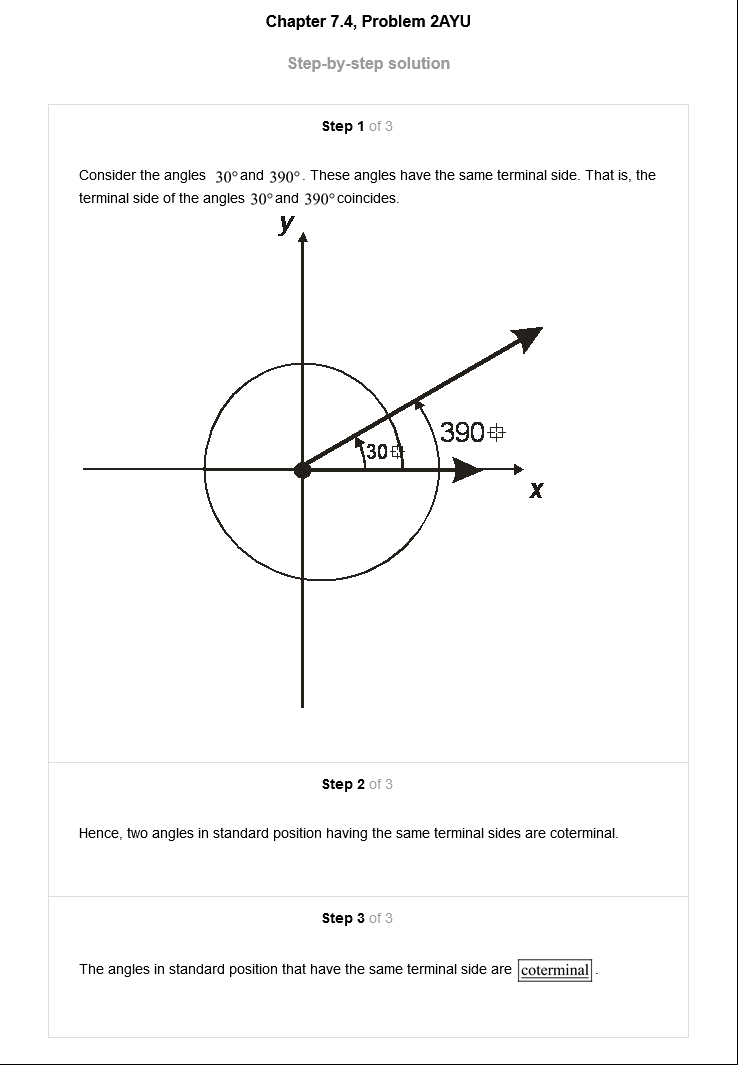 Chapter 7.4, Problem 2AYU
Step-by-step solution
Step 1 of 3
Consider the angles 30° and 390°. These angles have the same terminal side. That is, the
terminal side of the angles 30° and 390° coincides.
y
390⌖
30⌖
x
Step 2 of 3
Hence, two angles in standard position having the same terminal sides are coterminal.
Step 3 of 3
The angles in standard position that have the same terminal side are coterminal.